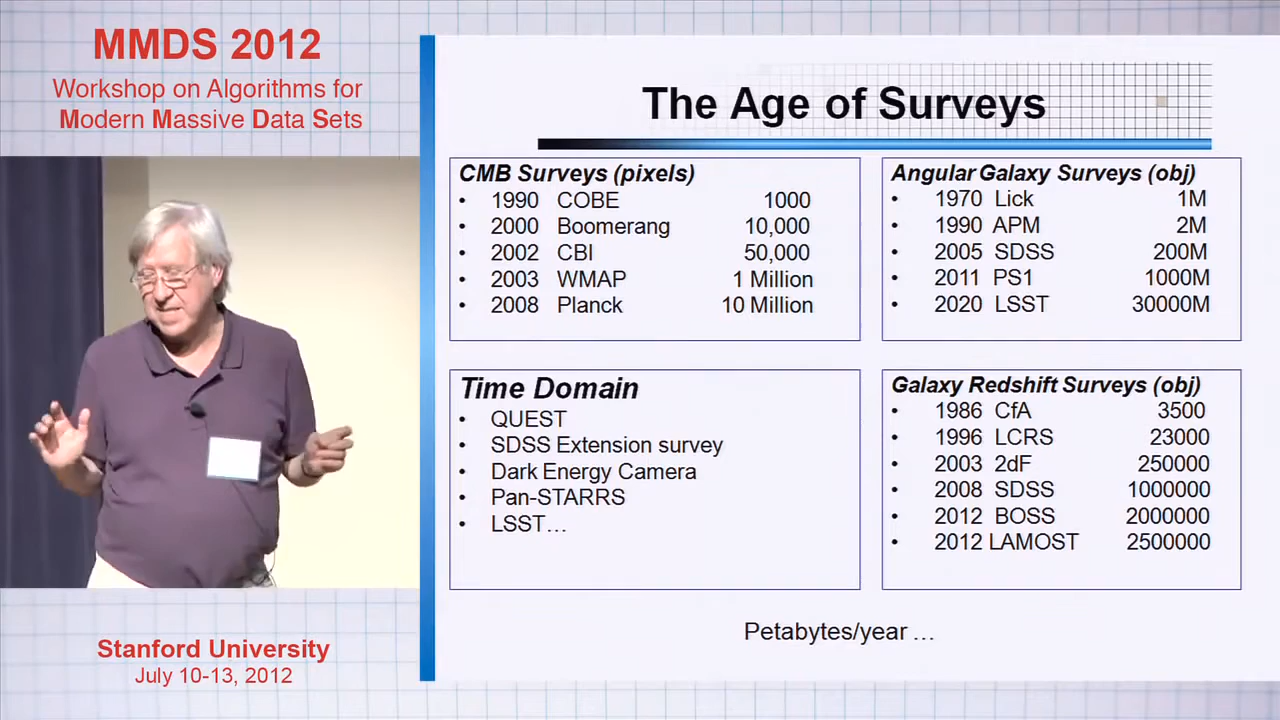 MMDS 2012
Workshop on Algorithms for
Modern Massive Data Sets
Stanford University
July 10-13, 2012
The Age of Surveys
CMB Surveys (pixels)
• 1990 COBE 1000
• 2000 Boomerang 10,000
• 2002 CBI 50,000
• 2003 WMAP 1 Million
• 2008 Planck 10 Million
Angular Galaxy Surveys (obj)
• 1970 Lick 1M
• 1990 APM 2M
• 2005 SDSS 200M
• 2011 PS1 1000M
• 2020 LSST 30000M
Time Domain
• QUEST
• SDSS Extension survey
• Dark Energy Camera
• Pan-STARRS
• LSST…
Galaxy Redshift Surveys (obj)
• 1986 CfA 3500
• 1996 LCRS 23000
• 2003 2dF 250000
• 2008 SDSS 1000000
• 2012 BOSS 2000000
• 2012 LAMOST 2500000
Petabytes/year …